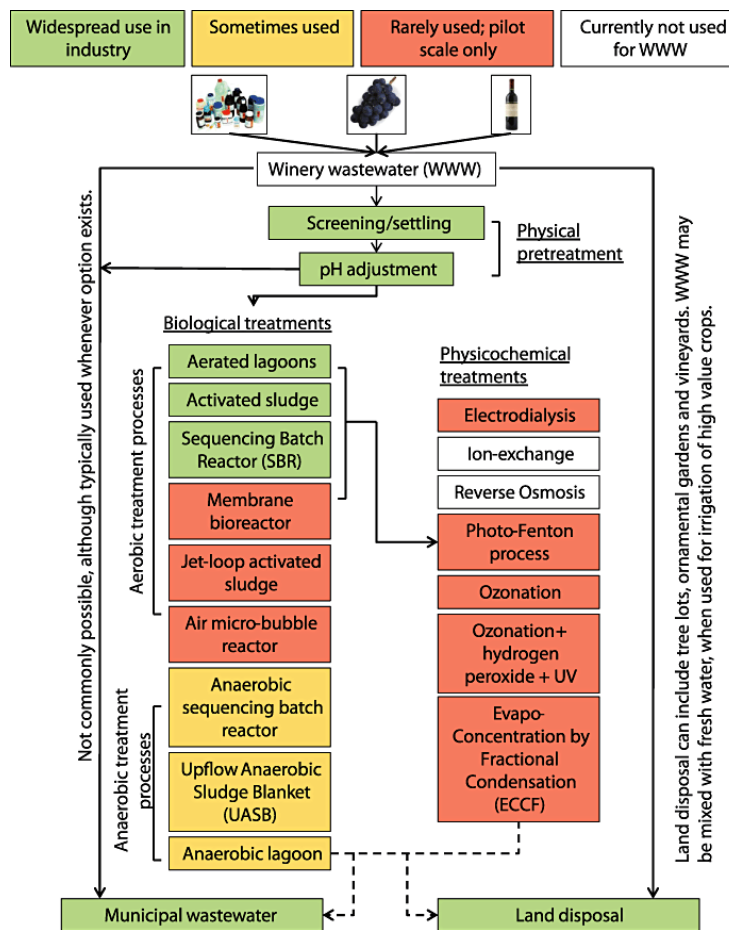 Widespread use in
industry
Sometimes used
Rarely used; pilot
scale only
Currently not used
for WWW
Winery wastewater (WWW)
Screening/settling
Physical
pretreatment
pH adjustment
Not commonly possible, although typically used whenever option exists.
Biological treatments
Aerobic treatment processes
Aerated lagoons
Activated sludge
Sequencing Batch
Reactor (SBR)
Membrane
bioreactor
Jet-loop activated
sludge
Air micro-bubble
reactor
Anaerobic treatment
processes
Anaerobic
sequencing batch
reactor
Upflow Anaerobic
Sludge Blanket
(UASB)
Anaerobic lagoon
Physicochemical
treatments
Electrodialysis
Ion-exchange
Reverse Osmosis
Photo-Fenton
process
Ozonation
Ozonation+
hydrogen
peroxide + UV
Evapo-
Concentration by
Fractional
Condensation
(ECCF)
Land disposal can include tree lots, ornamental gardens and vineyards. WWW may
be mixed with fresh water, when used for irrigation of high value crops.
Municipal wastewater
Land disposal